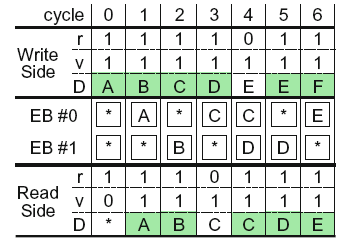 cycle 0 1 2 3 4 5 6
Write Side
r 1 1 1 1 0 1 1
v 1 1 1 1 1 1 1
D A B C D E E F
EB #0 * A * C C * E
EB #1 * * B * D D *
Read Side
r 1 1 1 0 1 1 1
v 0 1 1 1 1 1 1
D * A B C C D E